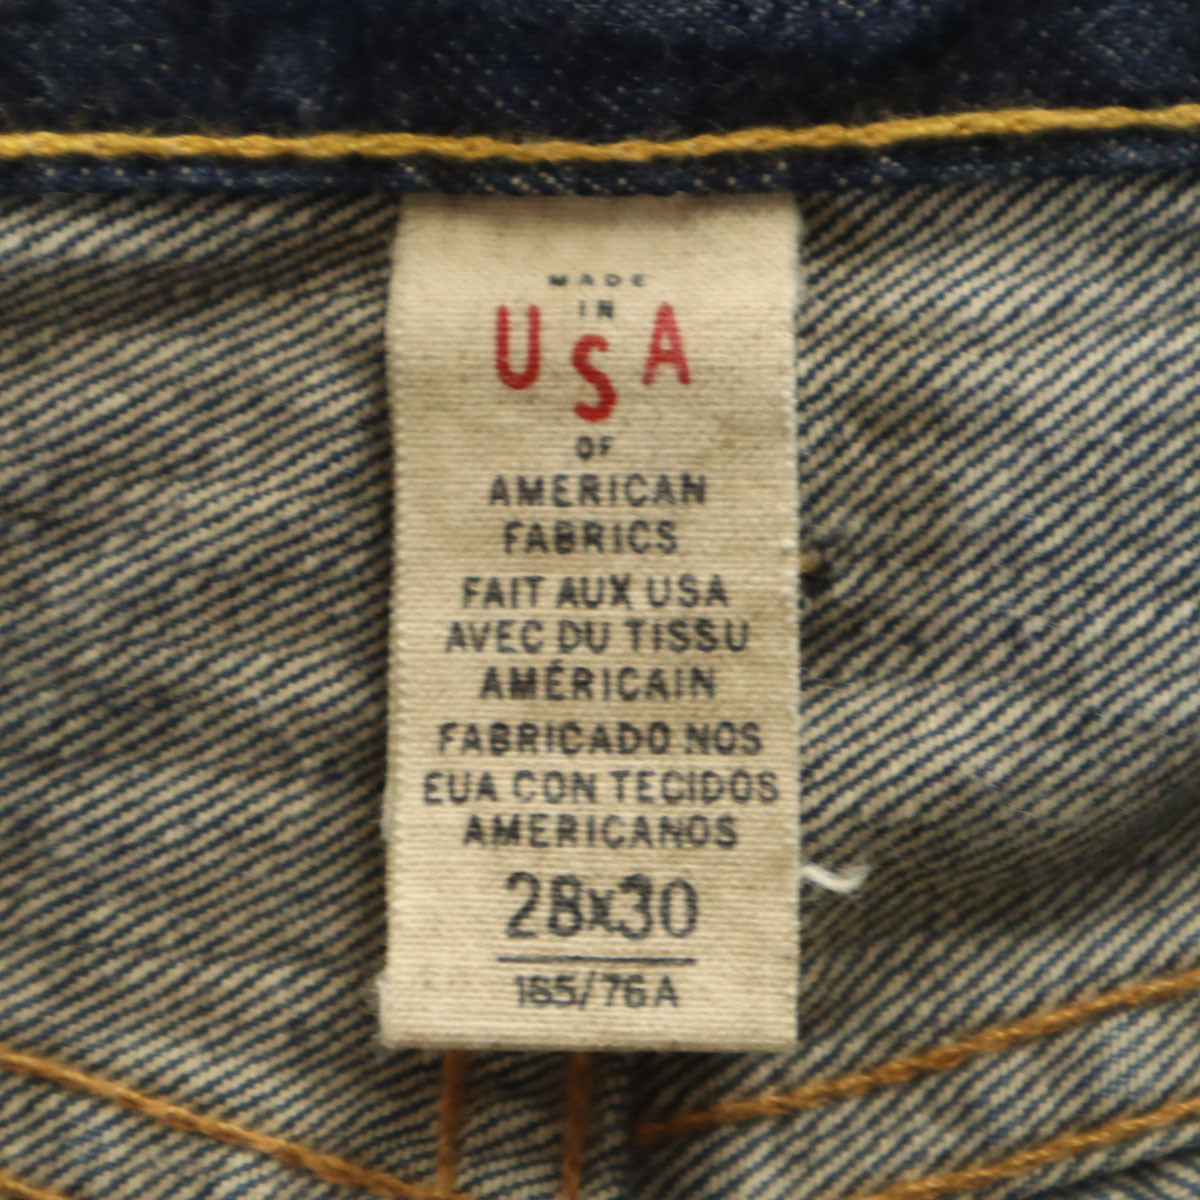 MADE
IN
USA
OF
AMERICAN
FABRICS
FAIT AUX USA
AVEC DU TISSU
AMÉRICAIN
FABRICADO NOS
EUA CON TECIDOS
AMERICANOS
28x30
165/76A